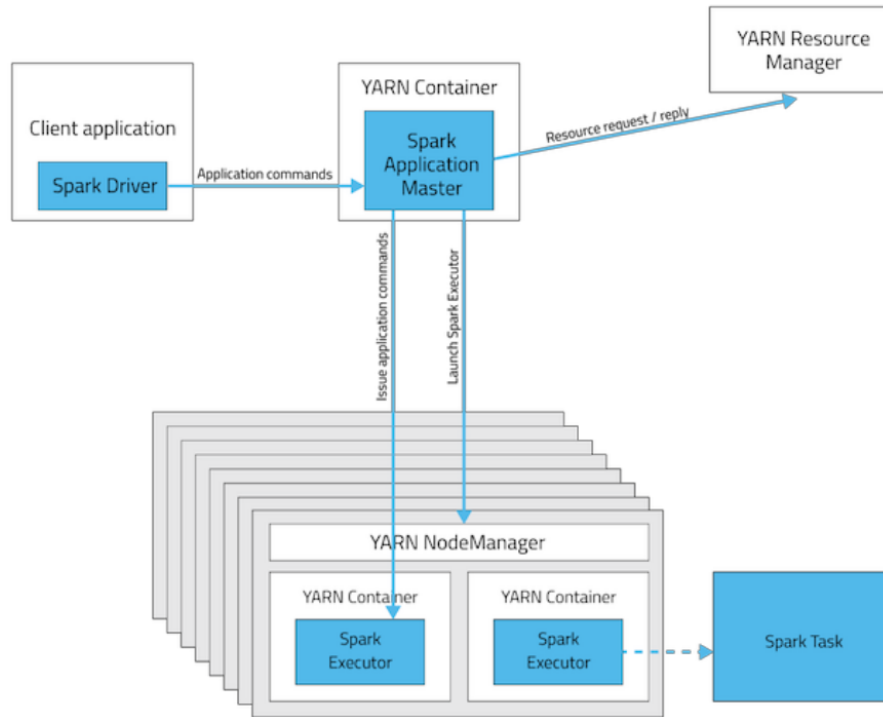 YARN Resource
Manager
YARN Container
Client application
Spark
Application
Master
Resource request / reply
Application commands
Spark Driver
Issue application commands
Launch Spark Executor
YARN NodeManager
YARN Container
YARN Container
Spark
Executor
Spark
Executor
Spark Task